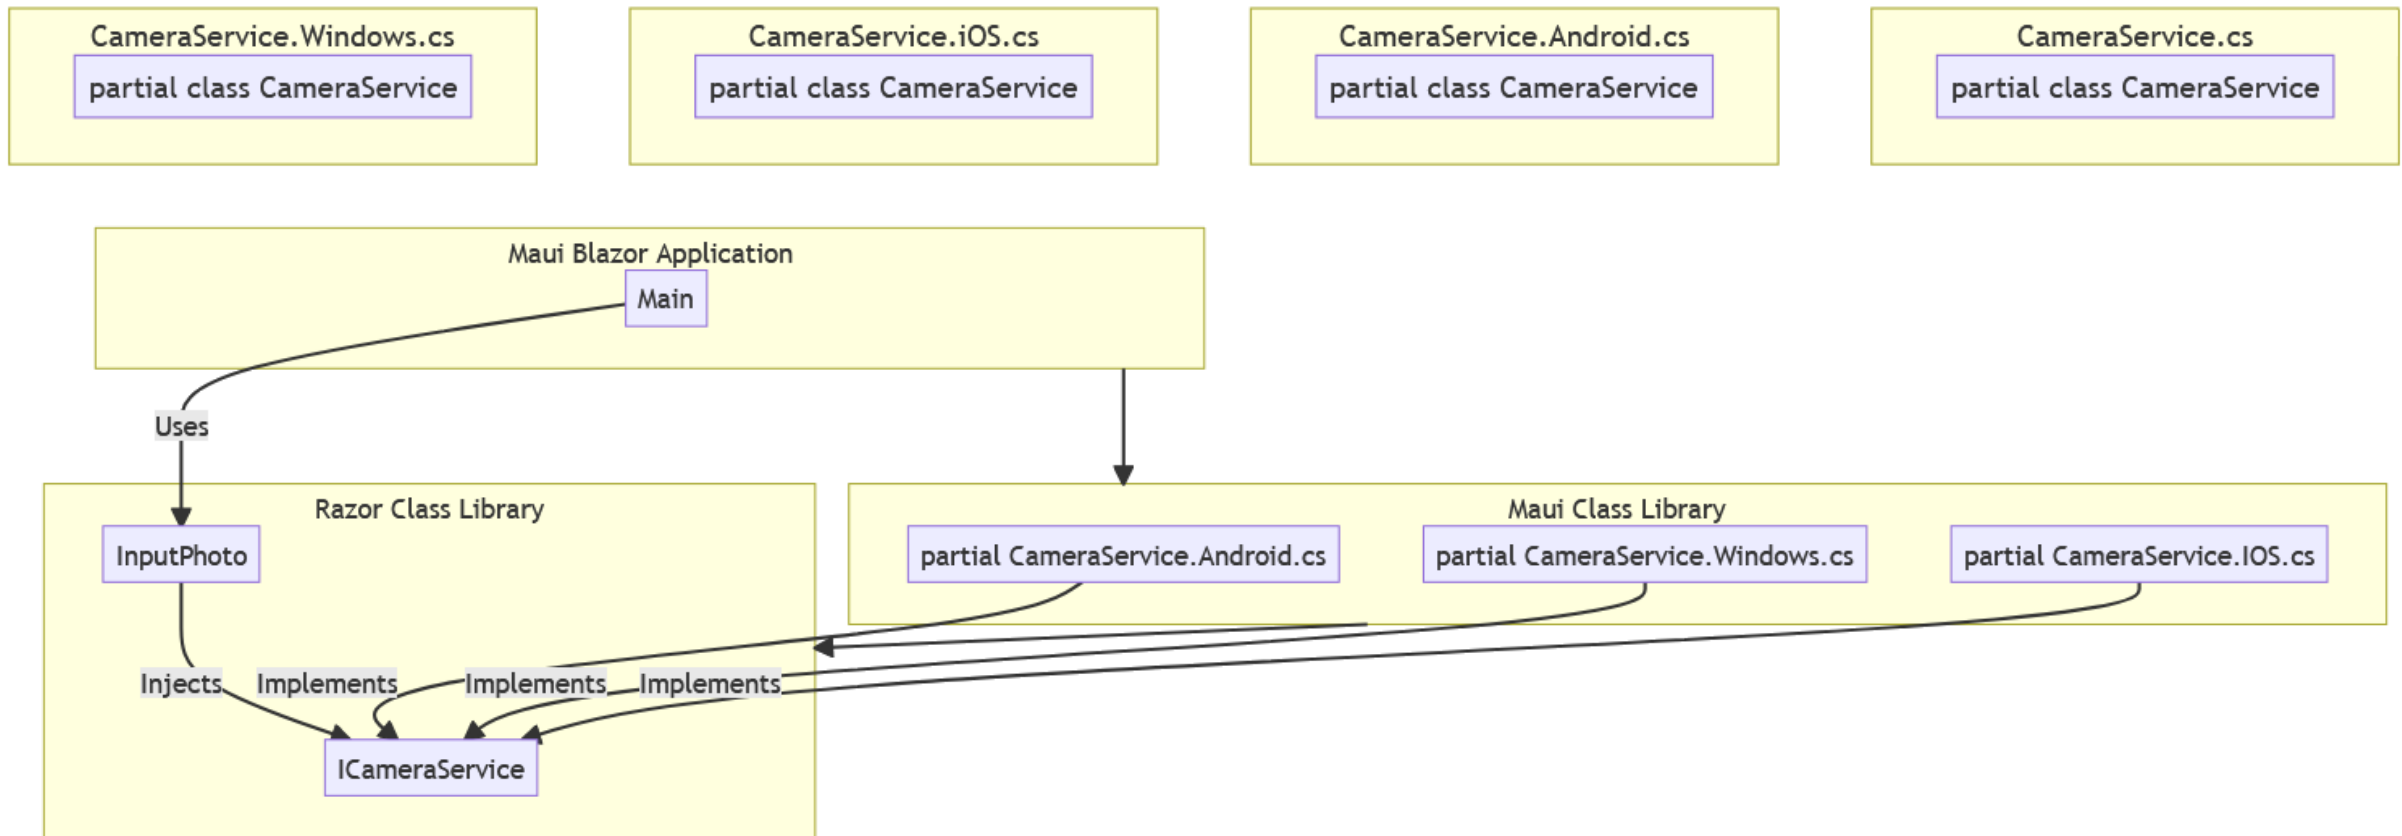 CameraService.Windows.cs
partial class CameraService
CameraService.iOS.cs
partial class CameraService
CameraService.Android.cs
partial class CameraService
CameraService.cs
partial class CameraService
Maui Blazor Application
Main
Uses
Razor Class Library
InputPhoto
Maui Class Library
partial CameraService.Android.cs
partial CameraService.Windows.cs
partial CameraService.IOS.cs
Injects
Implements
Implements
Implements
ICameraService